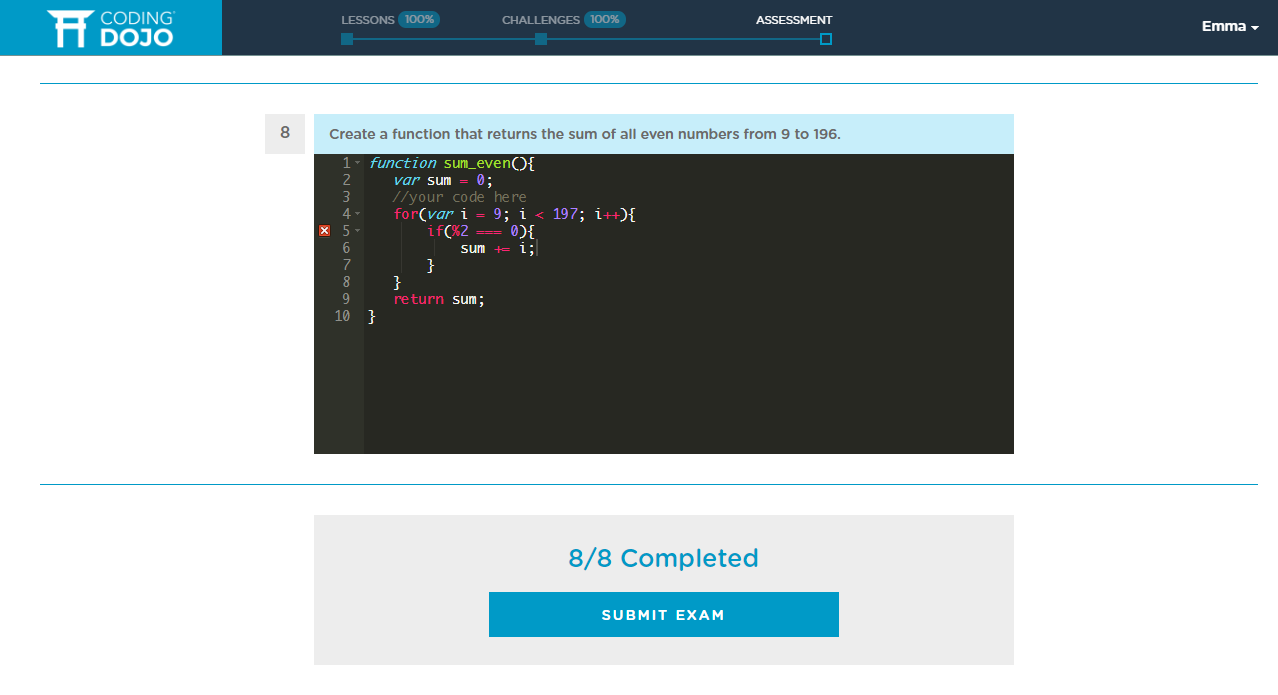 CODING
DOJO
LESSONS 100%
CHALLENGES 100%
ASSESSMENT
Emma
8
Create a function that returns the sum of all even numbers from 9 to 196.
1 function sum_even(){
2 var sum = 0;
3 //your code here
4 for(var i = 9; i < 197; i++){
5 if(%2 === 0){
6 sum += i;
7 }
8 }
9 return sum;
10 }
8/8 Completed
SUBMIT EXAM